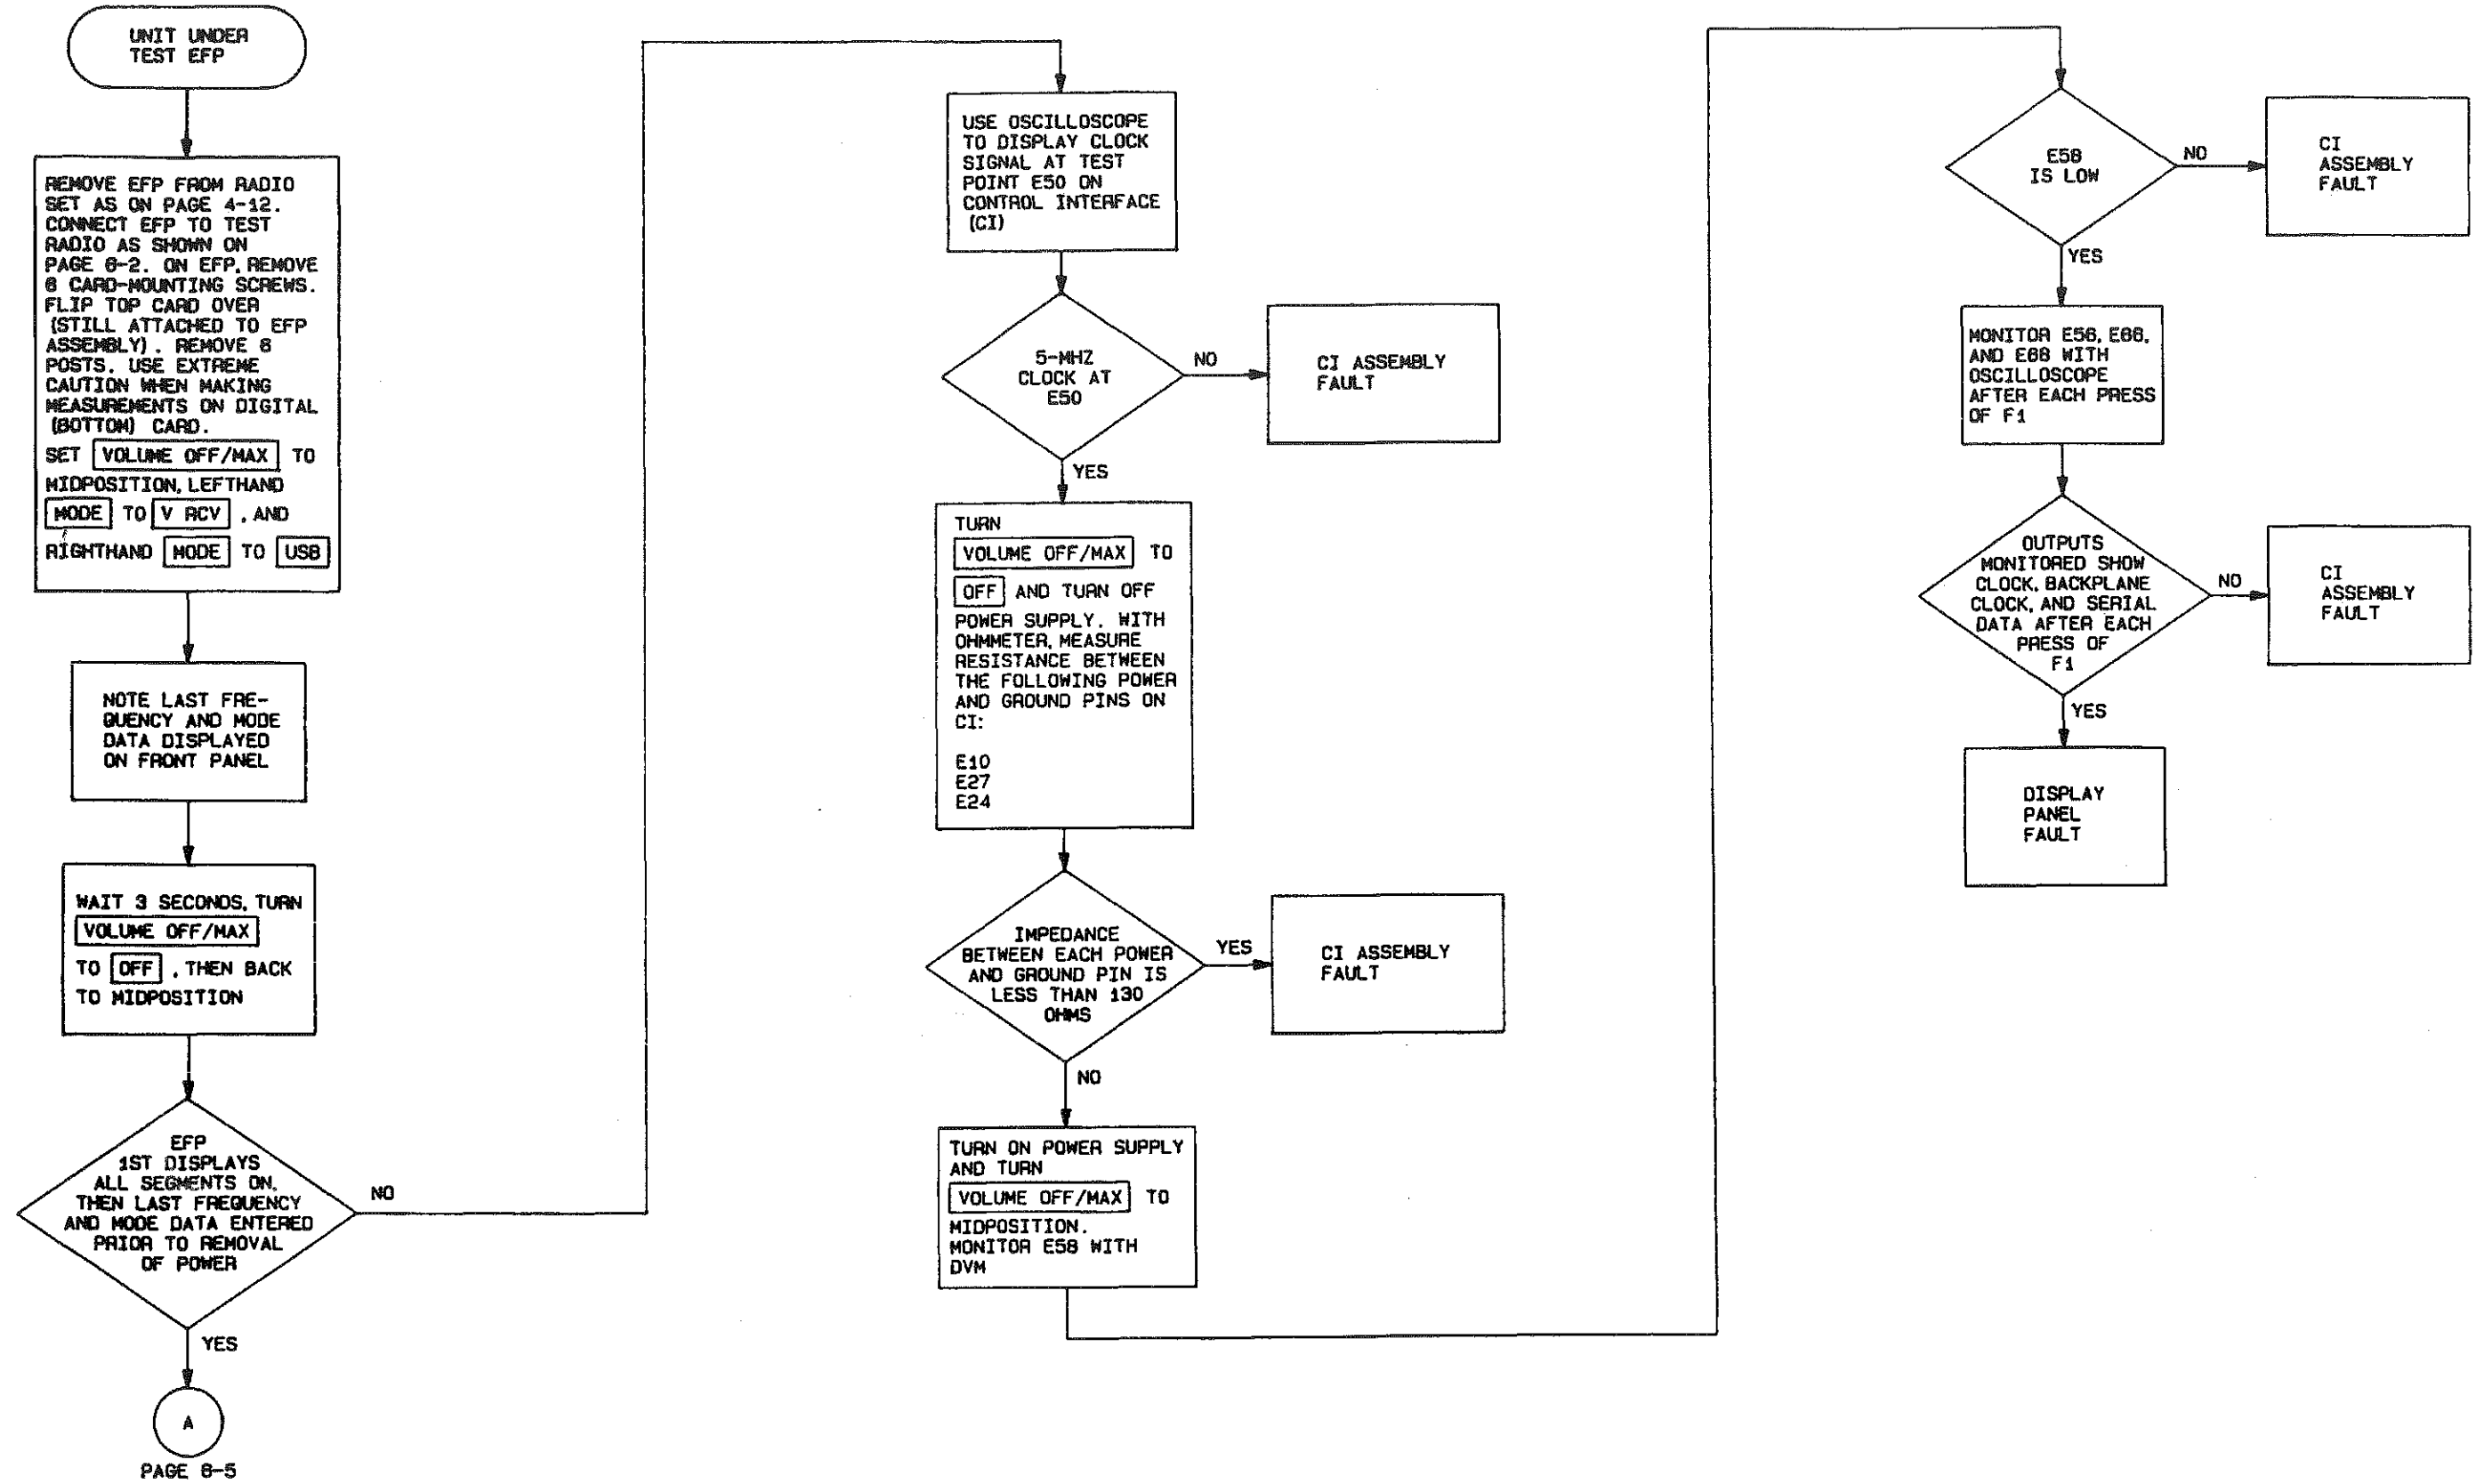 UNIT UNDER
TEST EFP
REMOVE EFP FROM RADIO
SET AS ON PAGE 4-12.
CONNECT EFP TO TEST
RADIO AS SHOWN ON
PAGE 6-2. ON EFP, REMOVE
6 CARD-MOUNTING SCREWS.
FLIP TOP CARD OVER
(STILL ATTACHED TO EFP
ASSEMBLY). REMOVE 6
POSTS. USE EXTREME
CAUTION WHEN MAKING
MEASUREMENTS ON DIGITAL
(BOTTOM) CARD.
SET VOLUME OFF/MAX TO
MIDPOSITION, LEFTHAND
MODE TO V RCV , AND
RIGHTHAND MODE TO USB
NOTE LAST FRE-
QUENCY AND MODE
DATA DISPLAYED
ON FRONT PANEL
WAIT 3 SECONDS, TURN
VOLUME OFF/MAX
TO OFF , THEN BACK
TO MIDPOSITION
EFP
1ST DISPLAYS
ALL SEGMENTS ON,
THEN LAST FREQUENCY
AND MODE DATA ENTERED
PRIOR TO REMOVAL
OF POWER
NO
YES
A
PAGE 6-5
USE OSCILLOSCOPE
TO DISPLAY CLOCK
SIGNAL AT TEST
POINT E50 ON
CONTROL INTERFACE
(CI)
5-MHZ
CLOCK AT
E50
NO
CI ASSEMBLY
FAULT
YES
TURN
VOLUME OFF/MAX TO
OFF AND TURN OFF
POWER SUPPLY. WITH
OHMMETER, MEASURE
RESISTANCE BETWEEN
THE FOLLOWING POWER
AND GROUND PINS ON
CI:
E10
E27
E24
IMPEDANCE
BETWEEN EACH POWER
AND GROUND PIN IS
LESS THAN 130
OHMS
YES
CI ASSEMBLY
FAULT
NO
TURN ON POWER SUPPLY
AND TURN
VOLUME OFF/MAX TO
MIDPOSITION.
MONITOR E58 WITH
DVM
E58
IS LOW
NO
CI
ASSEMBLY
FAULT
YES
MONITOR E56, E66,
AND E68 WITH
OSCILLOSCOPE
AFTER EACH PRESS
OF F1
OUTPUTS
MONITORED SHOW
CLOCK, BACKPLANE
CLOCK, AND SERIAL
DATA AFTER EACH
PRESS OF
F1
NO
CI
ASSEMBLY
FAULT
YES
DISPLAY
PANEL
FAULT